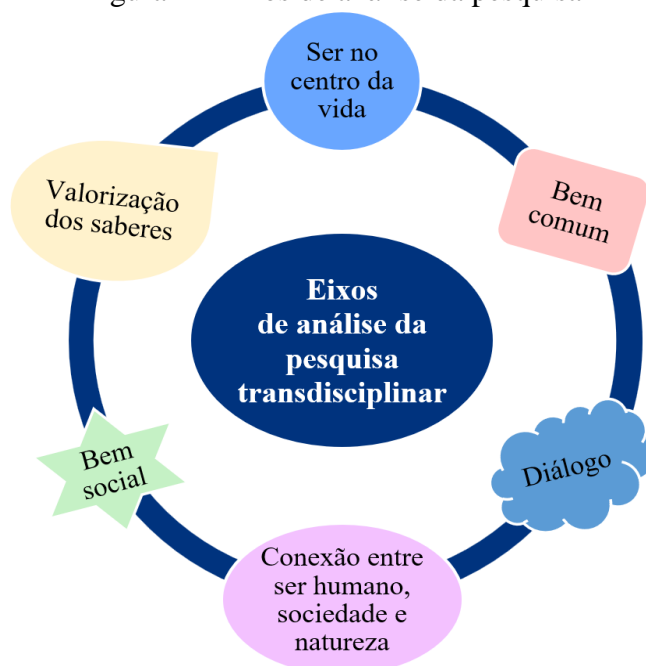 Ser no
centro da
vida
Valorização
dos saberes
Bem
comum
Eixos
de análise da
pesquisa
transdisciplinar
Bem
social
Diálogo
Conexão entre
ser humano,
sociedade e
natureza